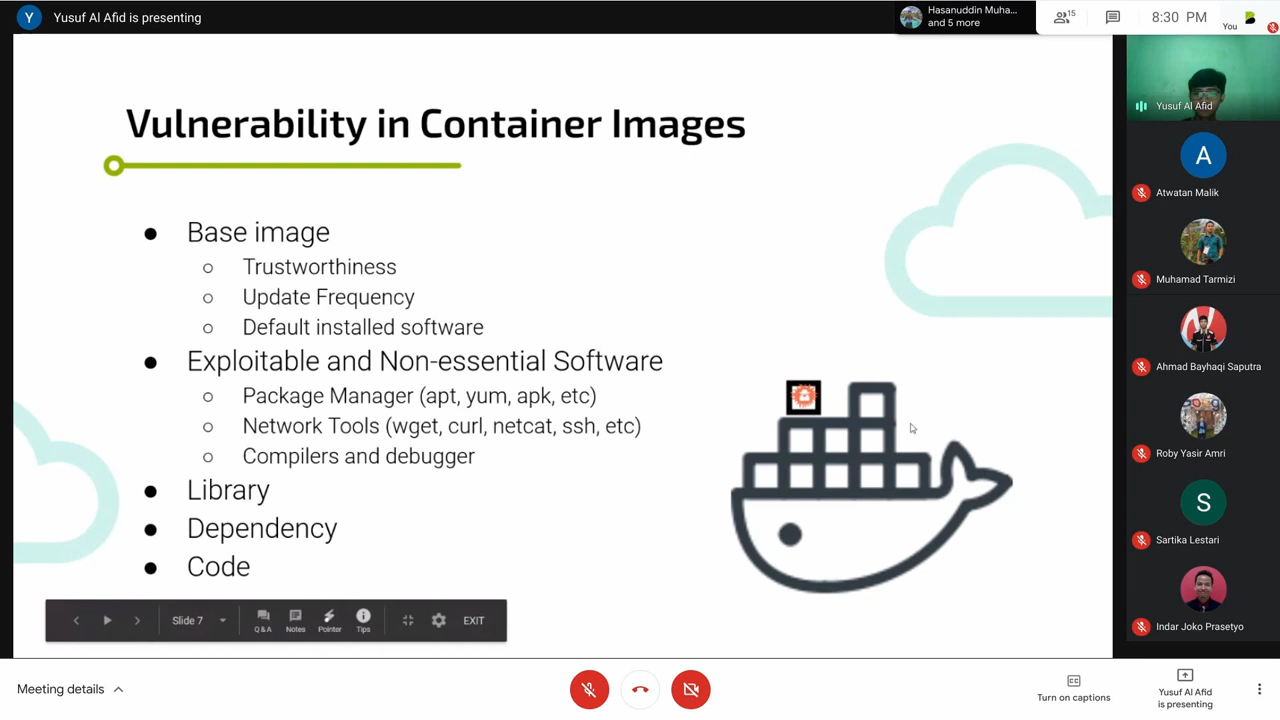 Y
Yusuf Al Afid is presenting
Hasanuddin Muha...
and 5 more
15
8:30 PM
You
Vulnerability in Container Images
● Base image
○ Trustworthiness
○ Update Frequency
○ Default installed software
● Exploitable and Non-essential Software
○ Package Manager (apt, yum, apk, etc)
○ Network Tools (wget, curl, netcat, ssh, etc)
○ Compilers and debugger
● Library
● Dependency
● Code
Slide 7
Q&A
Notes
Pointer
Tips
EXIT
Yusuf Al Afid
A
Atwatan Malik
Muhamad Tarmizi
Ahmad Bayhaqi Saputra
Roby Yasir Amri
S
Sartika Lestari
Indar Joko Prasetyo
Meeting details
CC
Turn on captions
Yusuf Al Afid
is presenting